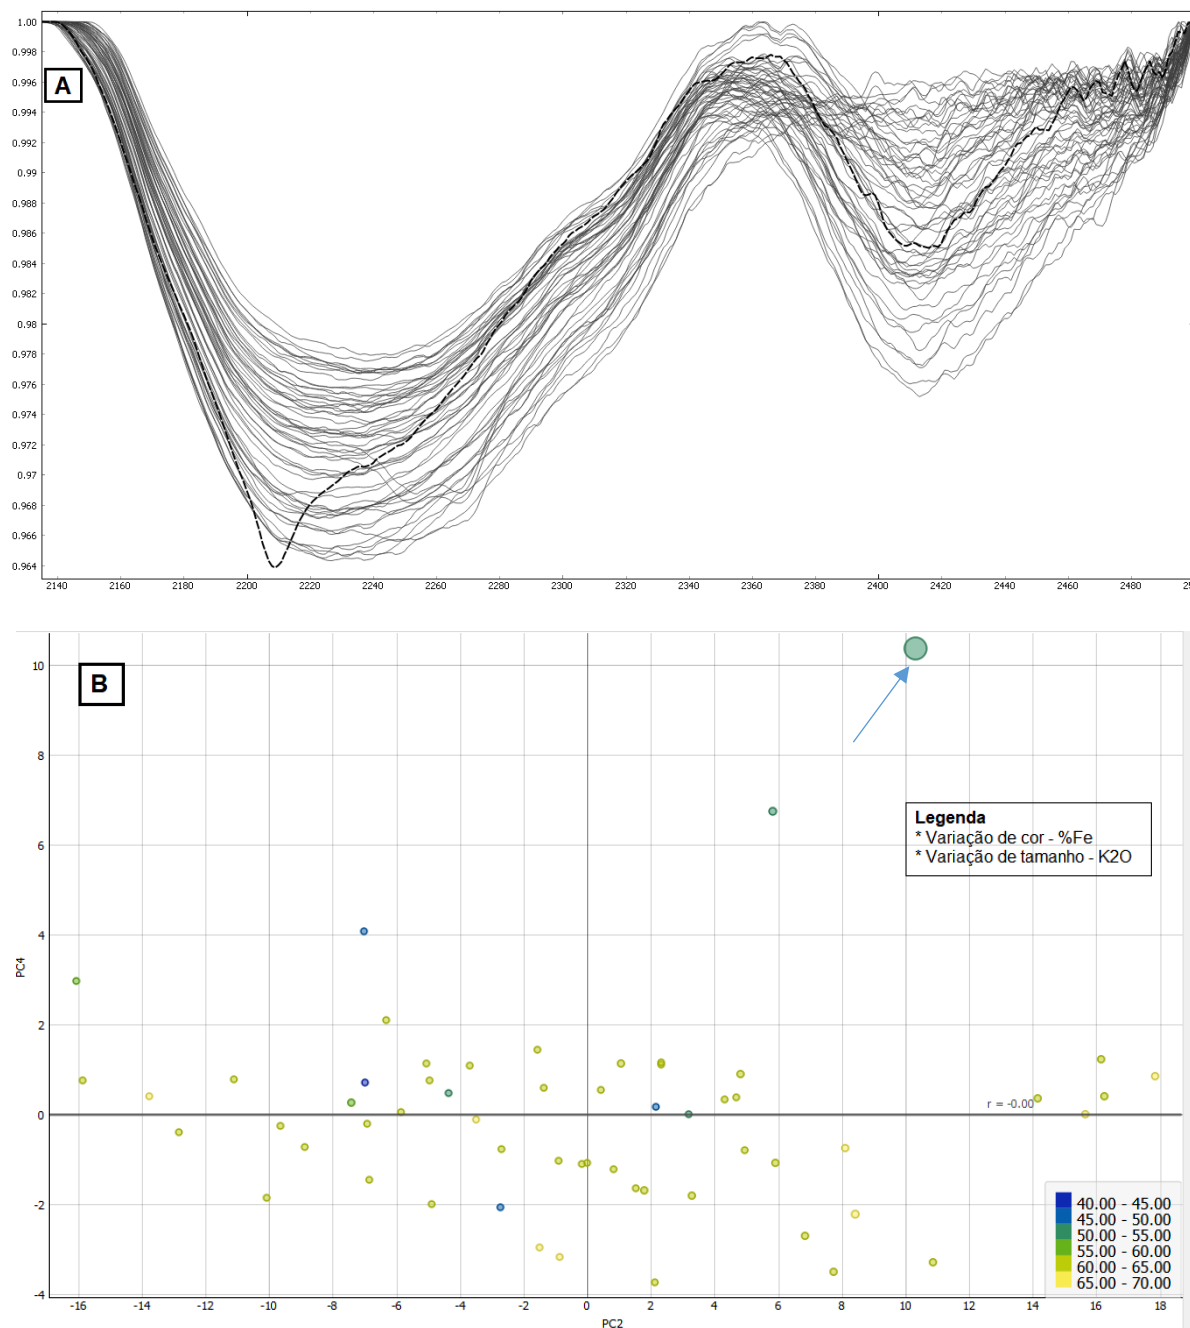 1.00
0.998
A
0.996
0.994
0.992
0.99
0.988
0.986
0.984
0.982
0.98
0.978
0.976
0.974
0.972
0.97
0.968
0.966
0.964
2140 2160 2180 2200 2220 2240 2260 2280 2300 2320 2340 2360 2380 2400 2420 2440 2460 2480
B
10
8
Legenda
* Variação de cor - %Fe
* Variação de tamanho - K2O
6
4
PC4
2
r = -0.00
0
-2
40.00 - 45.00
45.00 - 50.00
50.00 - 55.00
55.00 - 60.00
60.00 - 65.00
65.00 - 70.00
-4
-16 -14 -12 -10 -8 -6 -4 -2 0 2 4 6 8 10 12 14 16 18
PC2